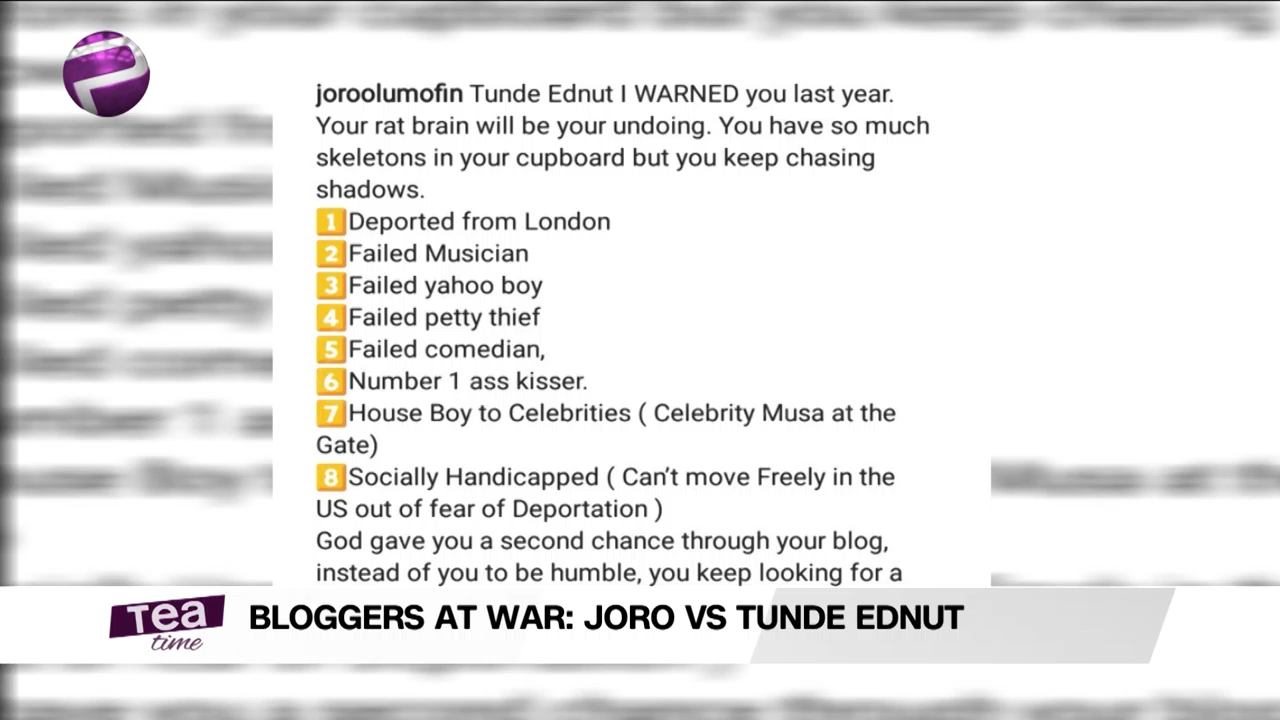 joroolumofin Tunde Ednut I WARNED you last year.
Your rat brain will be your undoing. You have so much
skeletons in your cupboard but you keep chasing
shadows.
1 Deported from London
2 Failed Musician
3 Failed yahoo boy
4 Failed petty thief
5 Failed comedian,
6 Number 1 ass kisser.
7 House Boy to Celebrities ( Celebrity Musa at the
Gate)
8 Socially Handicapped ( Can't move Freely in the
US out of fear of Deportation )
God gave you a second chance through your blog,
instead of you to be humble, you keep looking for a
Tea
time
BLOGGERS AT WAR: JORO VS TUNDE EDNUT